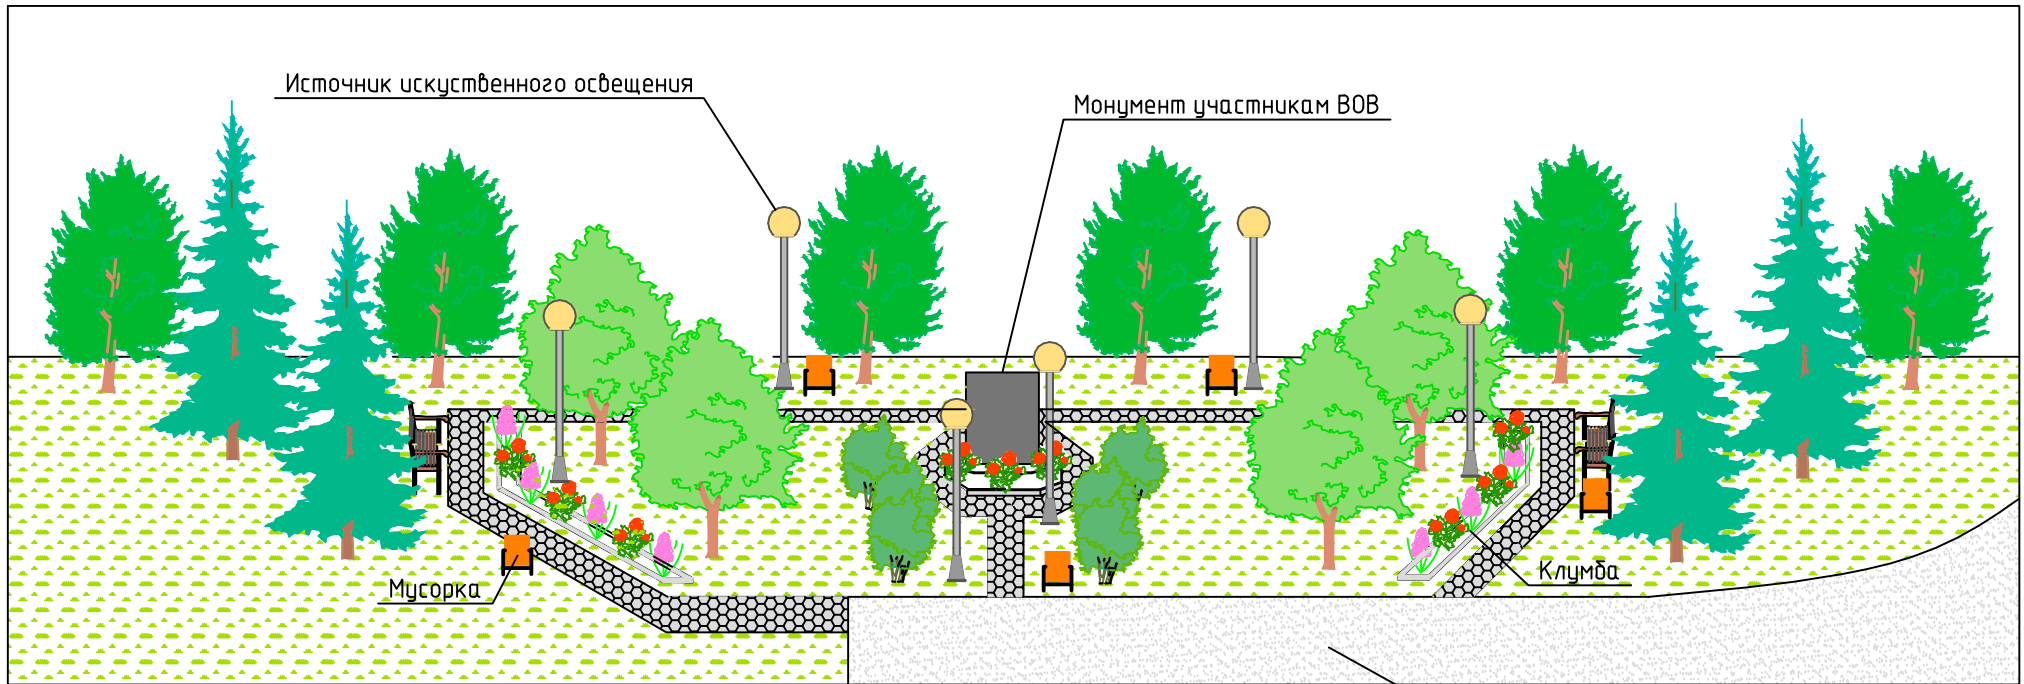 Источник искуственного освещения
Монумент участникам ВОВ
Клумба
Мусорка